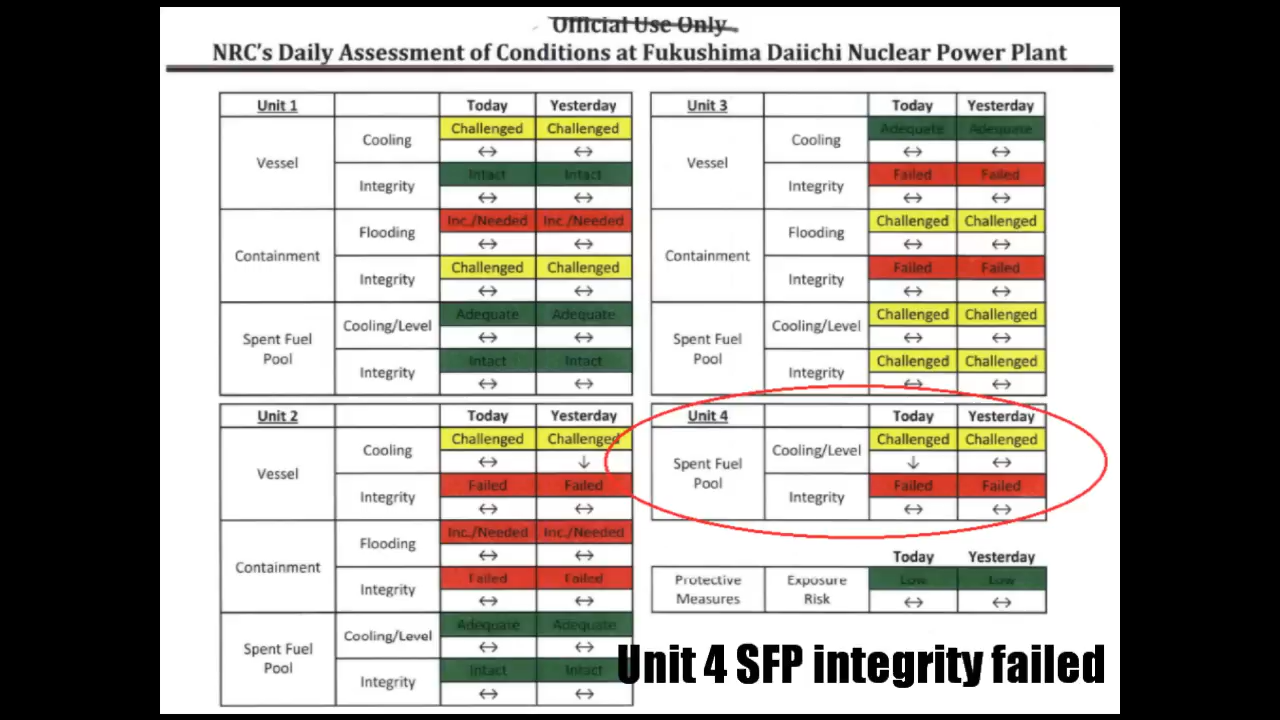 Official Use Only
NRC's Daily Assessment of Conditions at Fukushima Daiichi Nuclear Power Plant
Unit 1 Today Yesterday
Vessel Cooling Challenged Challenged
↔ ↔
Integrity Intact Intact
↔ ↔
Containment Flooding Inc./Needed Inc./Needed
↔ ↔
Integrity Challenged Challenged
↔ ↔
Spent Fuel Pool Cooling/Level Adequate Adequate
↔ ↔
Integrity Intact Intact
↔ ↔
Unit 2 Today Yesterday
Vessel Cooling Challenged Challenged
↔ ↓
Integrity Failed Failed
↔ ↔
Containment Flooding Inc./Needed Inc./Needed
↔ ↔
Integrity Failed Failed
↔ ↔
Spent Fuel Pool Cooling/Level Adequate Adequate
↔ ↔
Integrity Intact Intact
↔ ↔
Unit 3 Today Yesterday
Vessel Cooling Adequate Adequate
↔ ↔
Integrity Failed Failed
↔ ↔
Containment Flooding Challenged Challenged
↔ ↔
Integrity Failed Failed
↔ ↔
Spent Fuel Pool Cooling/Level Challenged Challenged
↔ ↔
Integrity Challenged Challenged
↔ ↔
Unit 4 Today Yesterday
Spent Fuel Pool Cooling/Level Challenged Challenged
↓ ↔
Integrity Failed Failed
↔ ↔
Today Yesterday
Protective Measures Exposure Risk Low Low
↔ ↔
Unit 4 SFP integrity failed